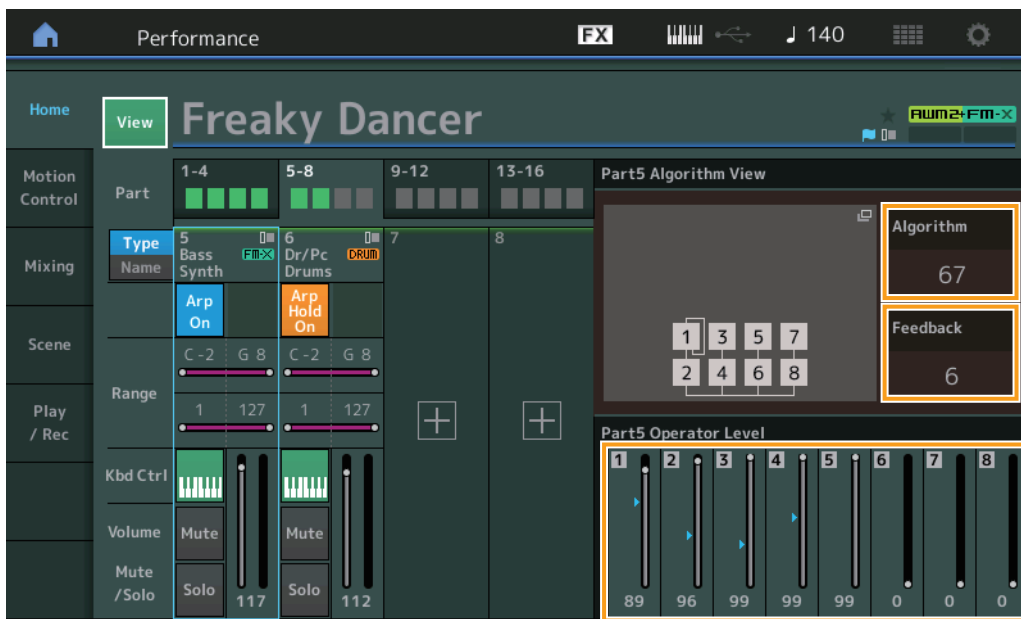 Performance
FX
140
Home
View
Freaky Dancer
AWM2+FM-X
Motion
Control
Part
1-4
5-8
9-12
13-16
Part5 Algorithm View
Mixing
Type
Name
5
Bass
Synth
FM-X
6
Dr/Pc
Drums
DRUM
7
8
Algorithm
67
Arp
On
Arp
Hold
On
Scene
Range
C -2
G 8
C -2
G 8
1
127
1
127
1 3 5 7
2 4 6 8
Feedback
6
Play
/ Rec
Part5 Operator Level
Kbd Ctrl
Volume
Mute
Mute
Mute
/Solo
Solo
117
Solo
112
1 2 3 4 5 6 7 8
89 96 99 99 99 0 0 0